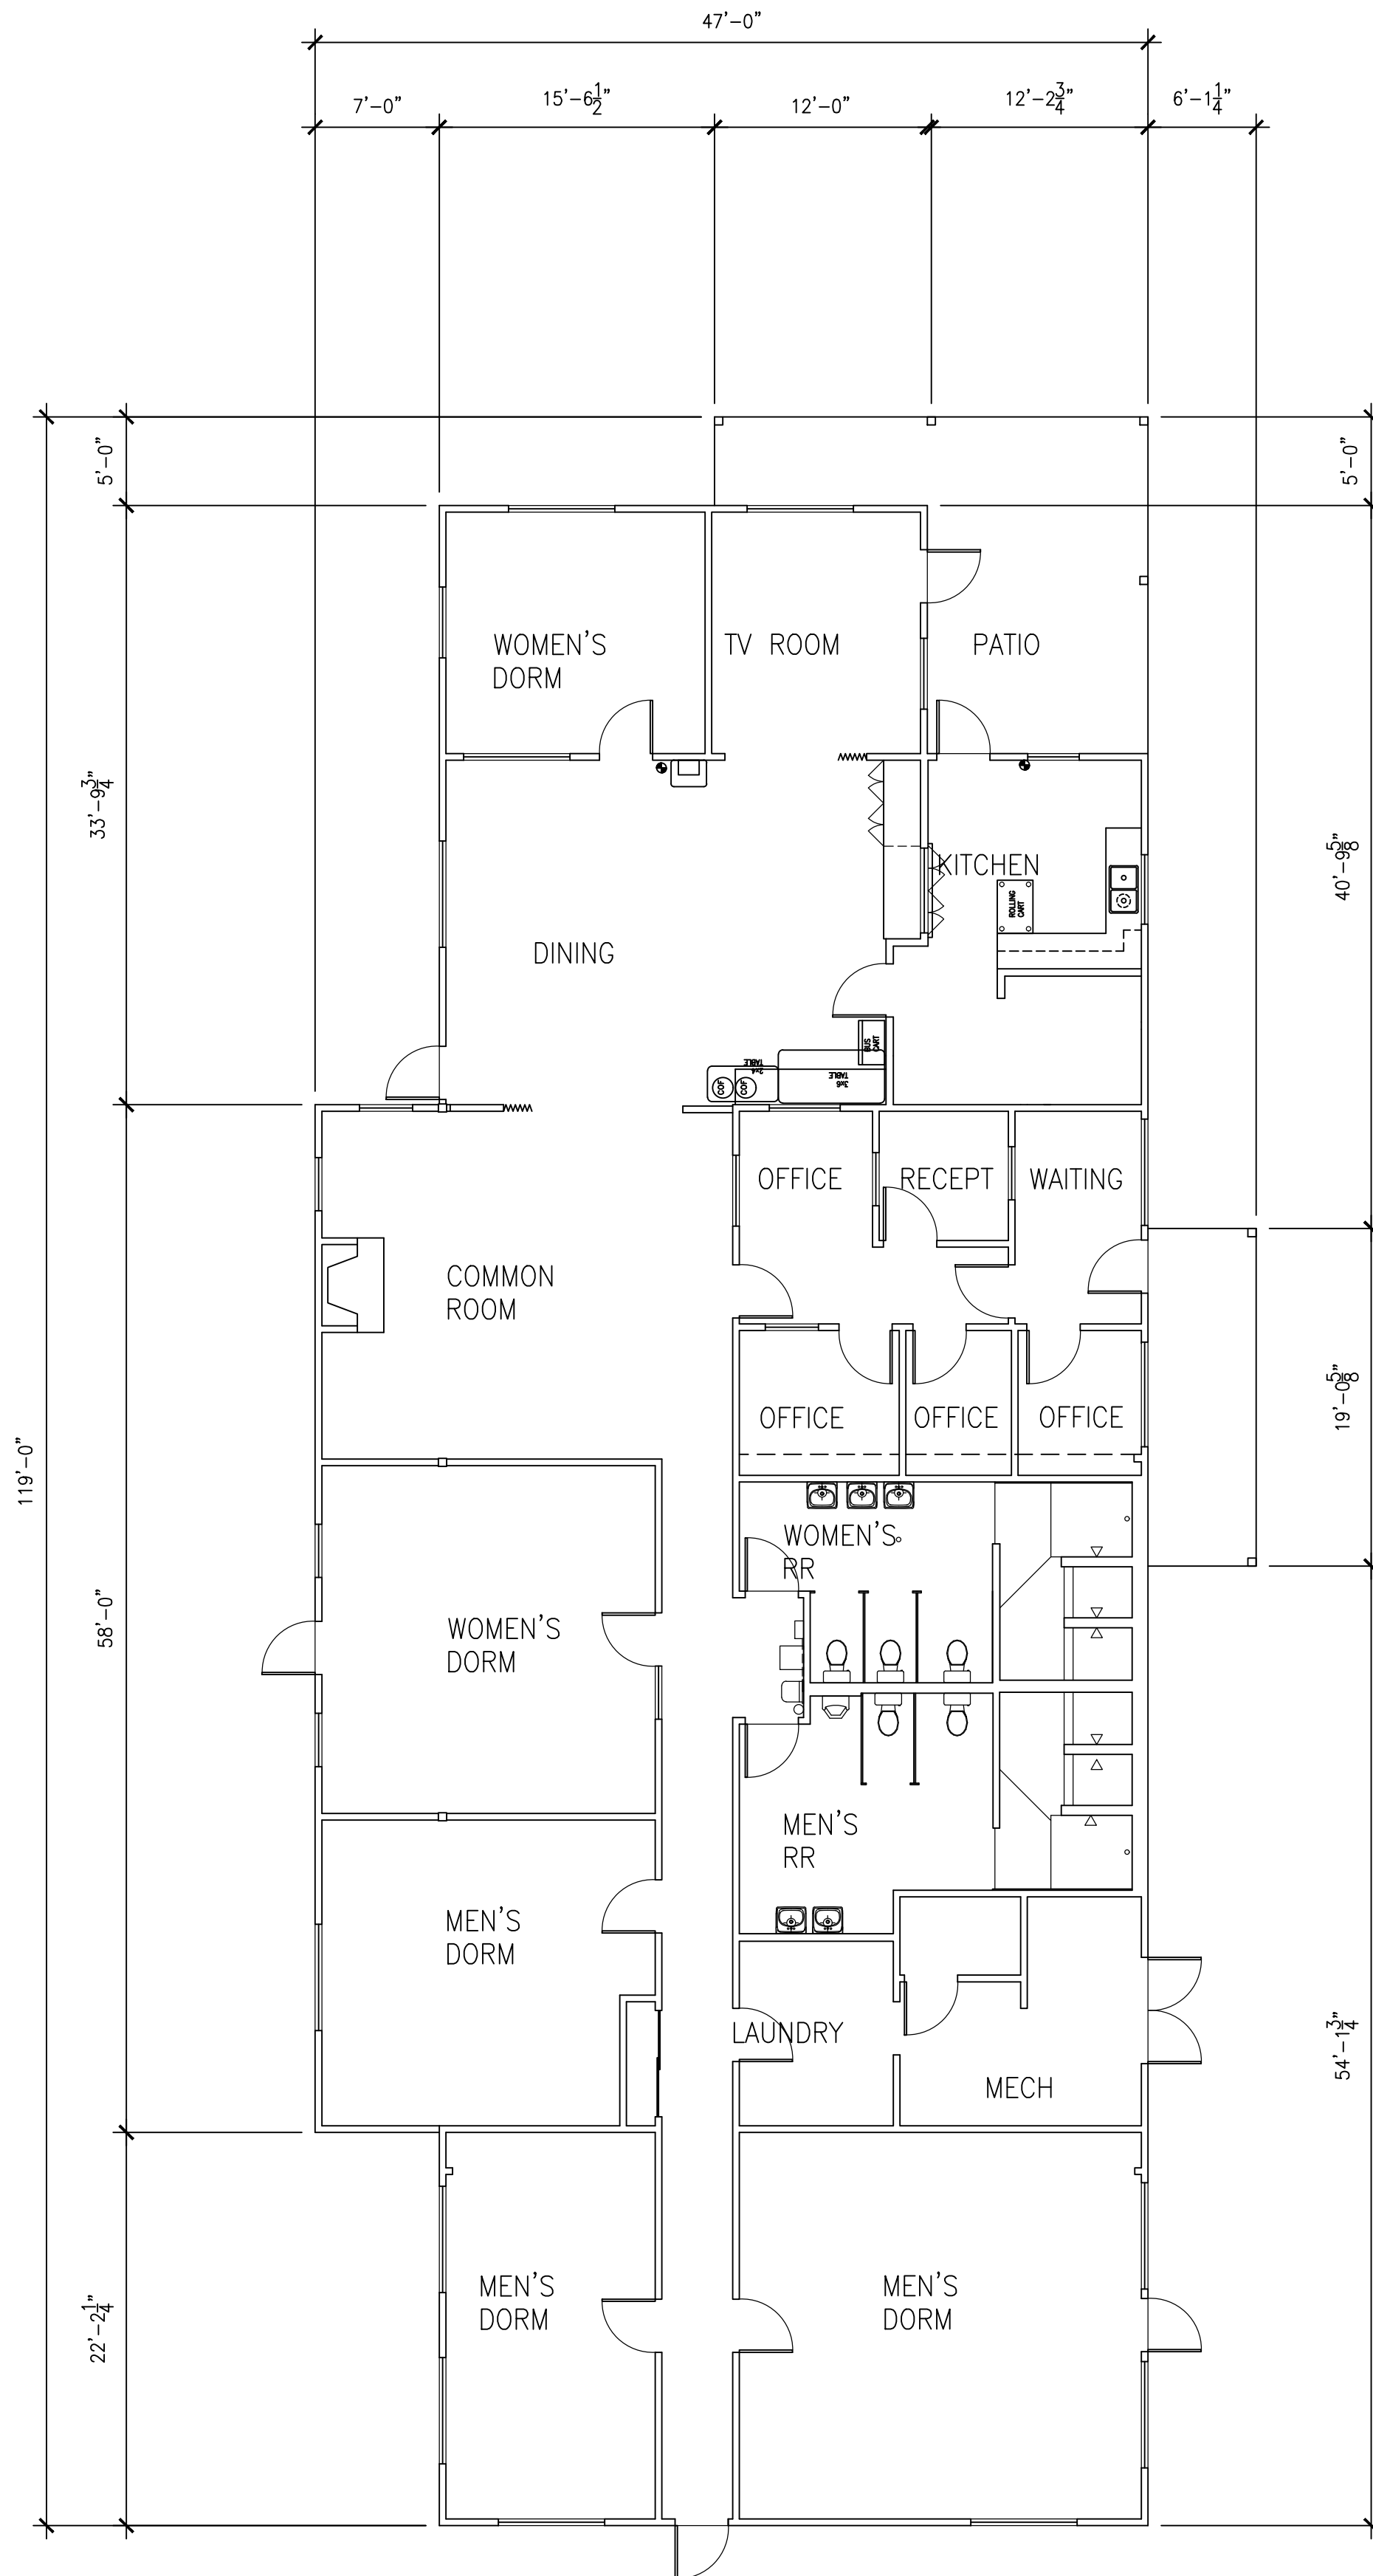 47'-0"
7'-0"
15'-6 1/2"
12'-0"
12'-2 3/4"
6'-1 1/4"
5'-0"
5'-0"
WOMEN'S
DORM
TV ROOM
PATIO
33'-9 3/4"
KITCHEN
40'-9 5/8"
ROLLING
CART
DINING
BUS
CART
2x4
TABLE
3x6
TABLE
COF
COF
OFFICE
RECEPT
WAITING
COMMON
ROOM
119'-0"
OFFICE
OFFICE
OFFICE
19'-0 5/8"
WOMEN'S
RR
58'-0"
WOMEN'S
DORM
MEN'S
RR
MEN'S
DORM
LAUNDRY
MECH
54'-1 3/4"
22'-2 1/4"
MEN'S
DORM
MEN'S
DORM